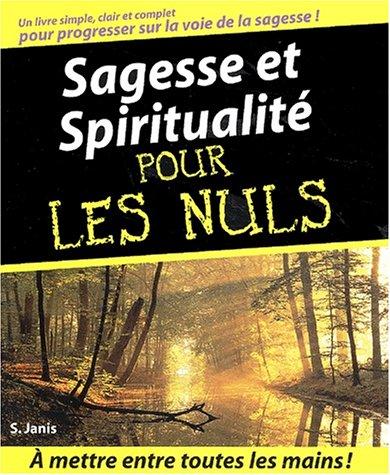 Un livre simple, clair et complet
pour progresser sur la voie de la sagesse !
Sagesse et
Spiritualité
POUR
LES NULS
S. Janis
À mettre entre toutes les mains !